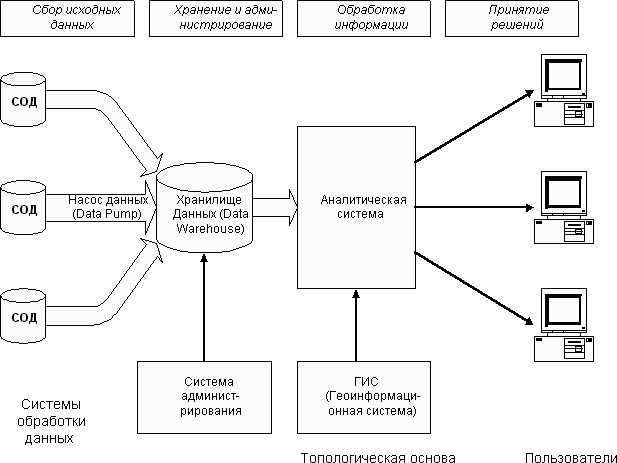 Сбор исходных
данных
Хранение и адми-
нистрирование
Обработка
информации
Принятие
решений
СОД
СОД
СОД
Насос данных
(Data Pump)
Хранилище
Данных (Data
Warehouse)
Аналитическая
система
Система
админист-
рирования
ГИС
(Геоинформаци-
онная система)
Системы
обработки
данных
Топологическая основа
Пользователи